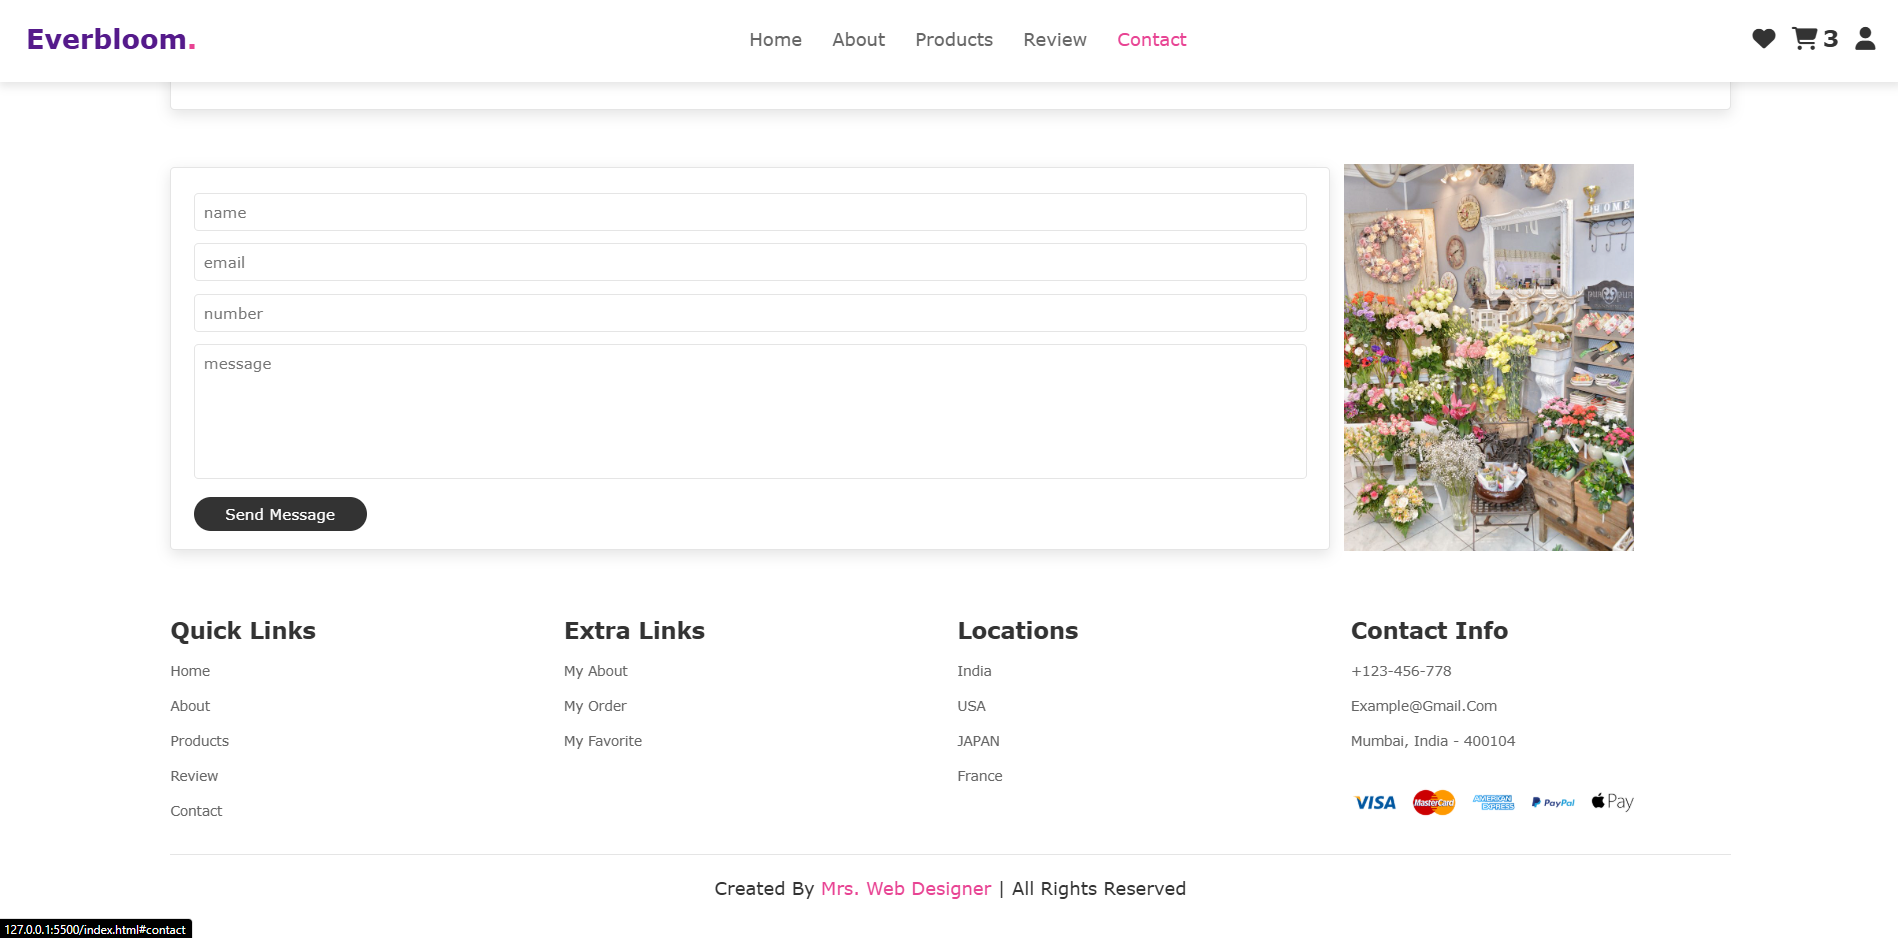 Everbloom.
Home About Products Review Contact
3
name
email
number
message
Send Message
HOME
Quick Links
Home
About
Products
Review
Contact
Extra Links
My About
My Order
My Favorite
Locations
India
USA
JAPAN
France
Contact Info
+123-456-778
Example@Gmail.Com
Mumbai, India - 400104
VISA MasterCard AMERICAN EXPRESS PayPal Pay
Created By Mrs. Web Designer | All Rights Reserved
127.0.0.1:5500/index.html#contact